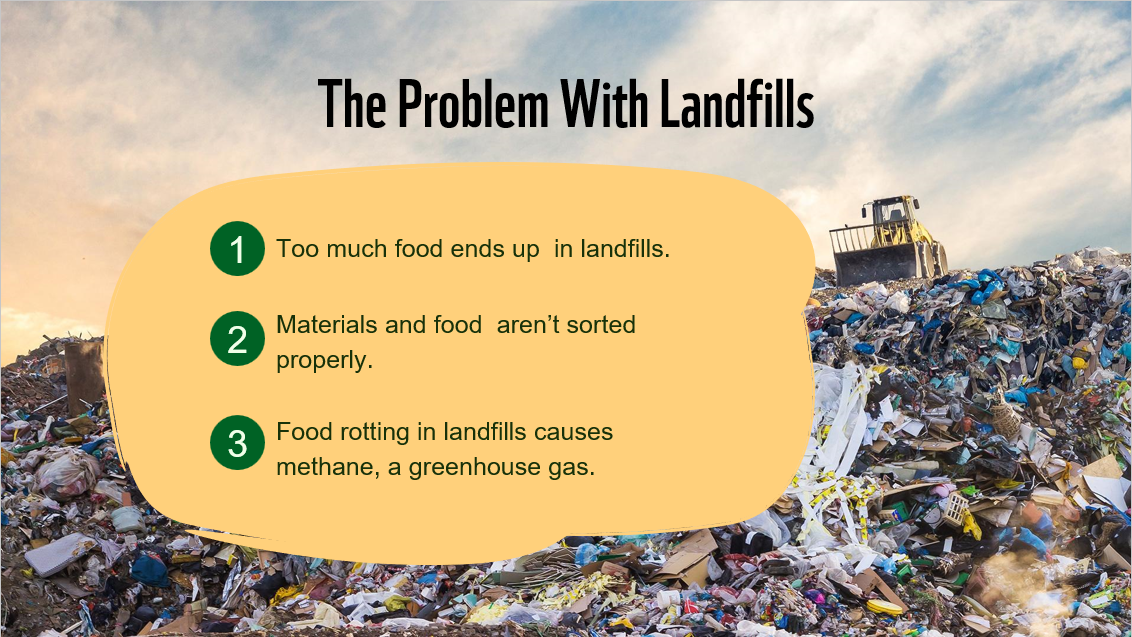 The Problem With Landfills
1 Too much food ends up  in landfills.
2 Materials and food  aren’t sorted
properly.
3 Food rotting in landfills causes
methane, a greenhouse gas.